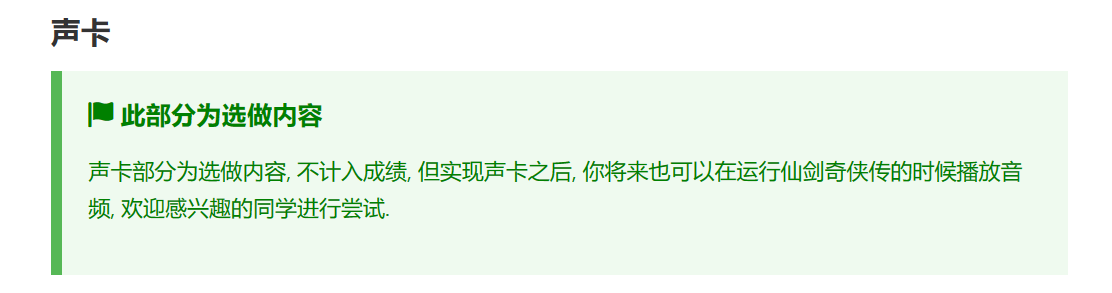 声卡
此部分为选做内容
声卡部分为选做内容, 不计入成绩, 但实现声卡之后, 你将来也可以在运行仙剑奇侠传的时候播放音
频, 欢迎感兴趣的同学进行尝试.